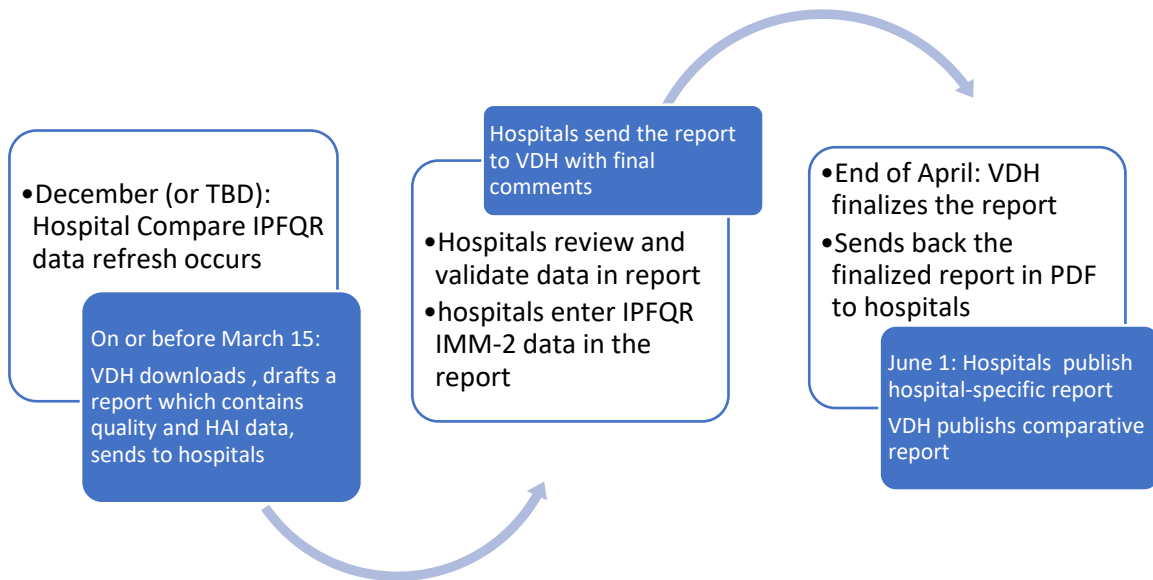 •December (or TBD):
Hospital Compare IPFQR
data refresh occurs
On or before March 15:
VDH downloads , drafts a
report which contains
quality and HAI data,
sends to hospitals
Hospitals send the report
to VDH with final
comments
•Hospitals review and
validate data in report
•hospitals enter IPFQR
IMM-2 data in the
report
•End of April: VDH
finalizes the report
•Sends back the
finalized report in PDF
to hospitals
June 1: Hospitals  publish
hospital-specific report
VDH publishs comparative
report